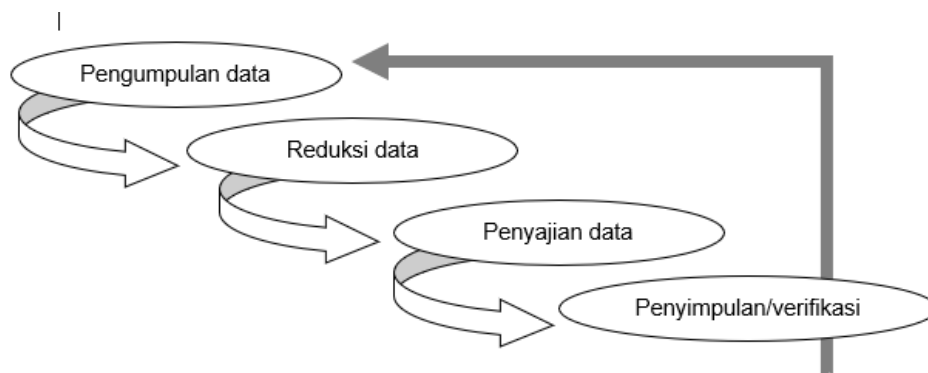 Pengumpulan data
Reduksi data
Penyajian data
Penyimpulan/verifikasi